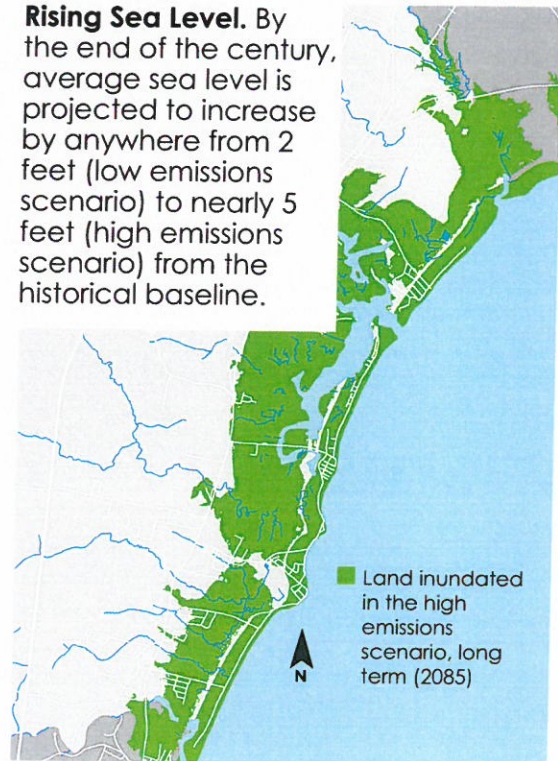 Rising Sea Level. By
the end of the century,
average sea level is
projected to increase
by anywhere from 2
feet (low emissions
scenario) to nearly 5
feet (high emissions
scenario) from the
historical baseline.
Land inundated
in the high
emissions
scenario, long
term (2085)
N